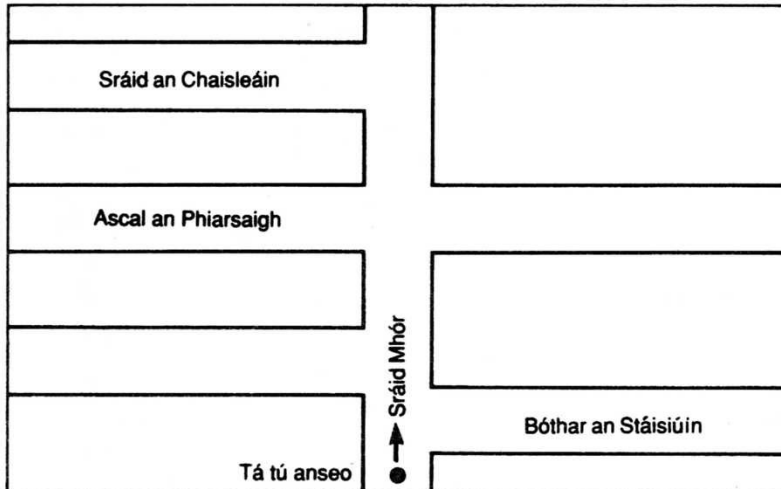 Sráid an Chaisleáin
Ascal an Phiarsaigh
Sráid Mhór
Bóthar an Stáisiúin
Tá tú anseo